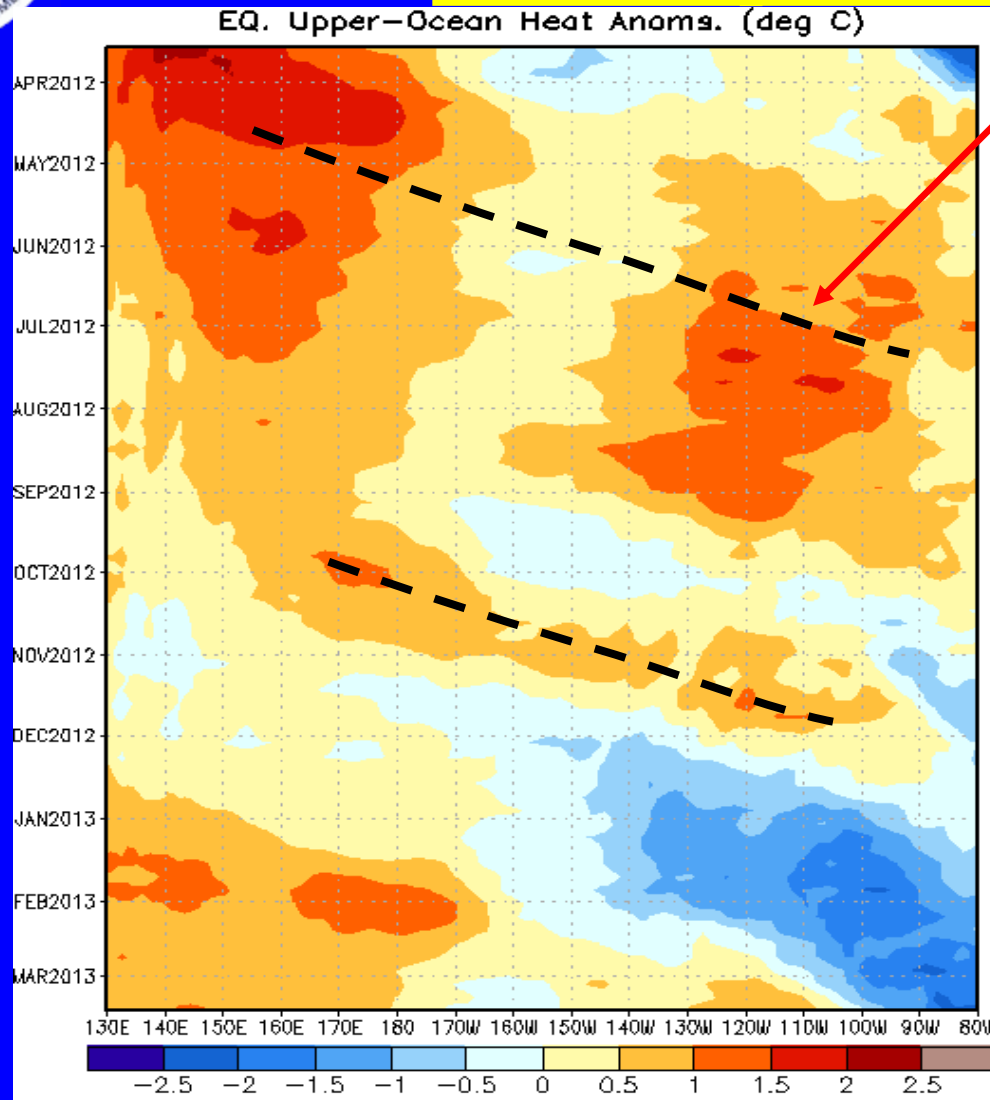 EQ. Upper-Ocean Heat Anoms. (deg C)
APR2012
MAY2012
JUN2012
JUL2012
AUG2012
SEP2012
OCT2012
NOV2012
DEC2012
JAN2013
FEB2013
MAR2013
130E 140E 150E 160E 170E 180 170W 160W 150W 140W 130W 120W 110W 100W 90W 80W
-2.5 -2 -1.5 -1 -0.5 0 0.5 1 1.5 2 2.5